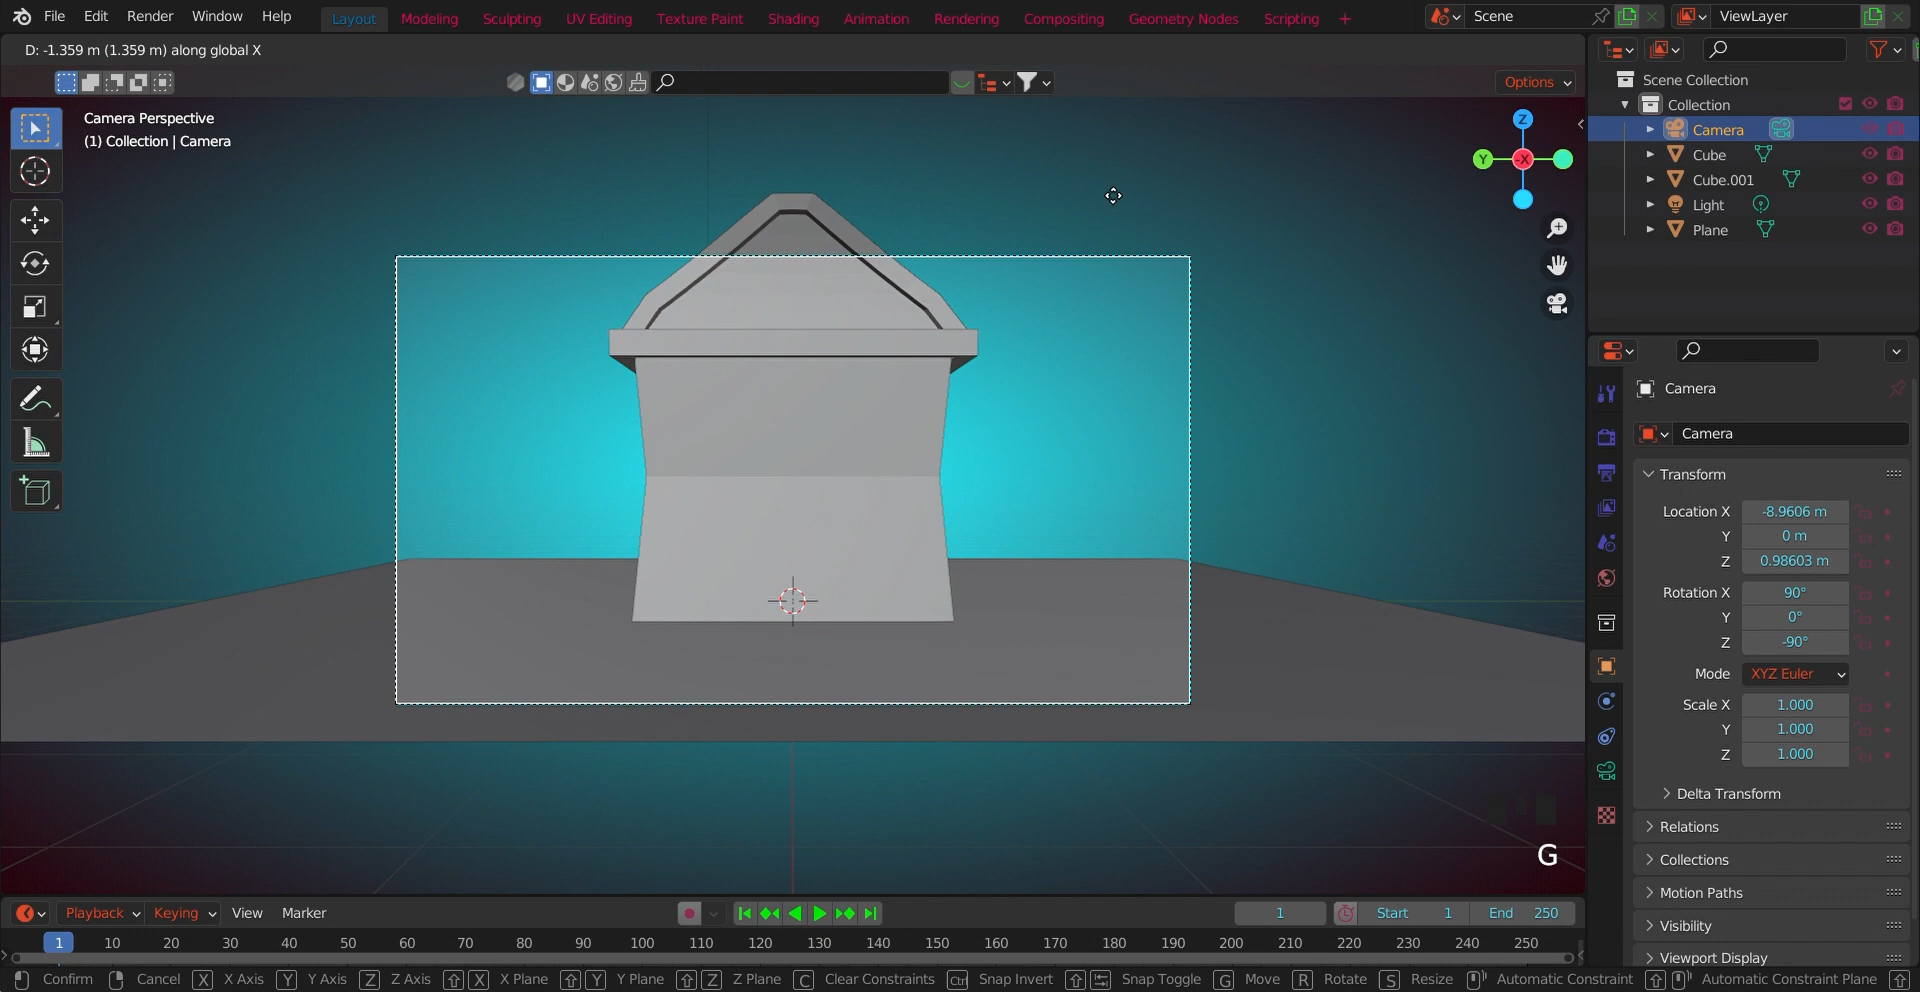 File Edit Render Window Help Layout Modeling Sculpting UV Editing Texture Paint Shading Animation Rendering Compositing Geometry Nodes Scripting + Scene ViewLayer
D: -1.359 m (1.359 m) along global X
Options
Camera Perspective
(1) Collection | Camera
Z
Y -X
G
Scene Collection
Collection
Camera
Cube
Cube.001
Light
Plane
Camera
Camera
Transform
Location X -8.9606 m
Y 0 m
Z 0.98603 m
Rotation X 90°
Y 0°
Z -90°
Mode XYZ Euler
Scale X 1.000
Y 1.000
Z 1.000
Delta Transform
Relations
Collections
Motion Paths
Visibility
Viewport Display
Playback Keying View Marker 1 Start 1 End 250
1 10 20 30 40 50 60 70 80 90 100 110 120 130 140 150 160 170 180 190 200 210 220 230 240 250
Confirm Cancel X X Axis Y Y Axis Z Z Axis X X Plane Y Y Plane Z Z Plane C Clear Constraints Ctrl Snap Invert Snap Toggle G Move R Rotate S Resize Automatic Constraint Automatic Constraint Plane